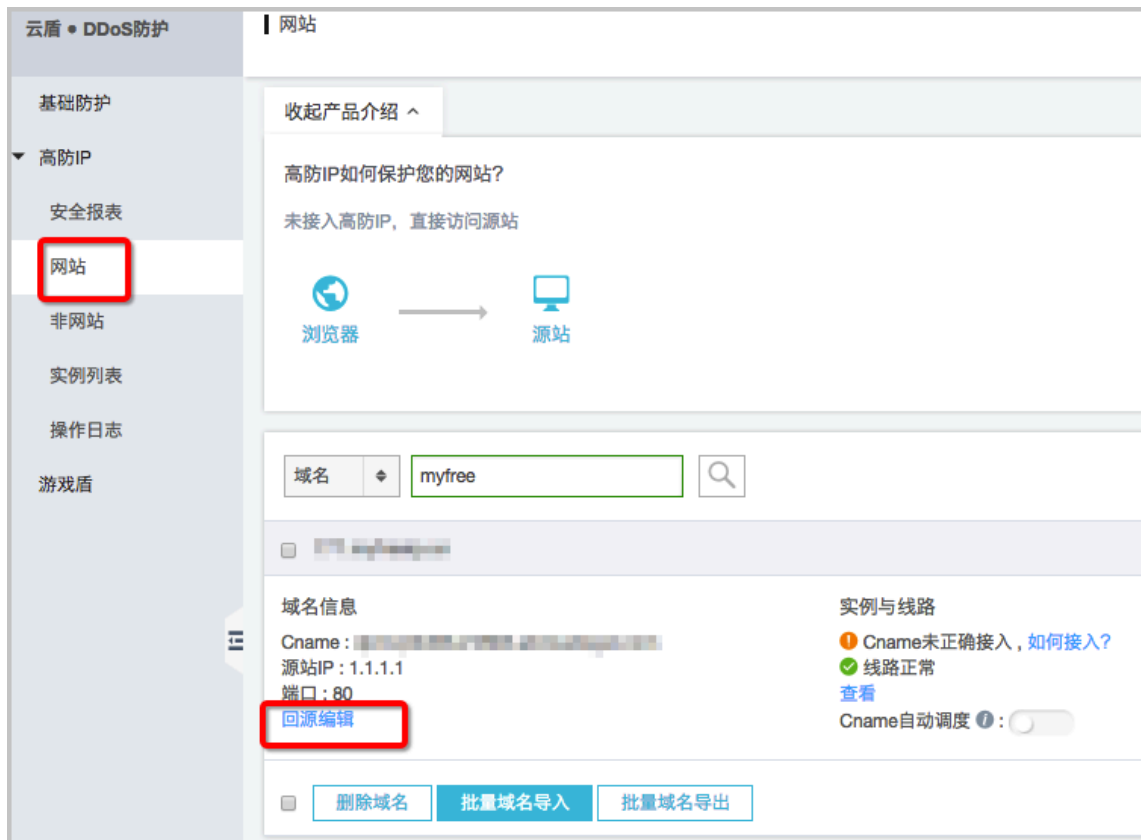 云盾 • DDoS防护
基础防护
高防IP
安全报表
网站
非网站
实例列表
操作日志
游戏盾
网站
收起产品介绍
高防IP如何保护您的网站?
未接入高防IP，直接访问源站
浏览器
源站
域名
myfree
域名信息
Cname :
源站IP : 1.1.1.1
端口 : 80
回源编辑
实例与线路
Cname未正确接入 , 如何接入?
线路正常
查看
Cname自动调度 :
删除域名
批量域名导入
批量域名导出